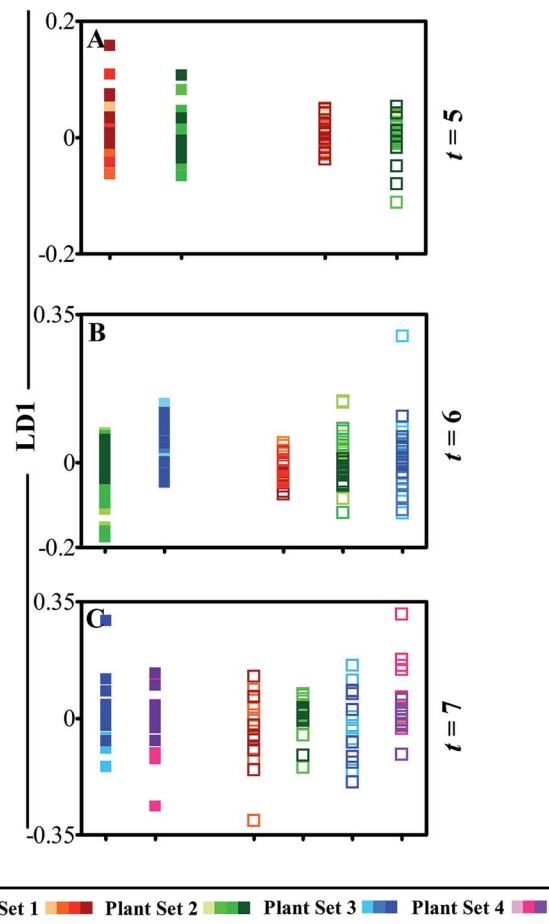 0.2
A
0
-0.2
t = 5
0.35
B
0
-0.2
t = 6
LD1
0.35
C
0
-0.35
t = 7
Set 1 Plant Set 2 Plant Set 3 Plant Set 4